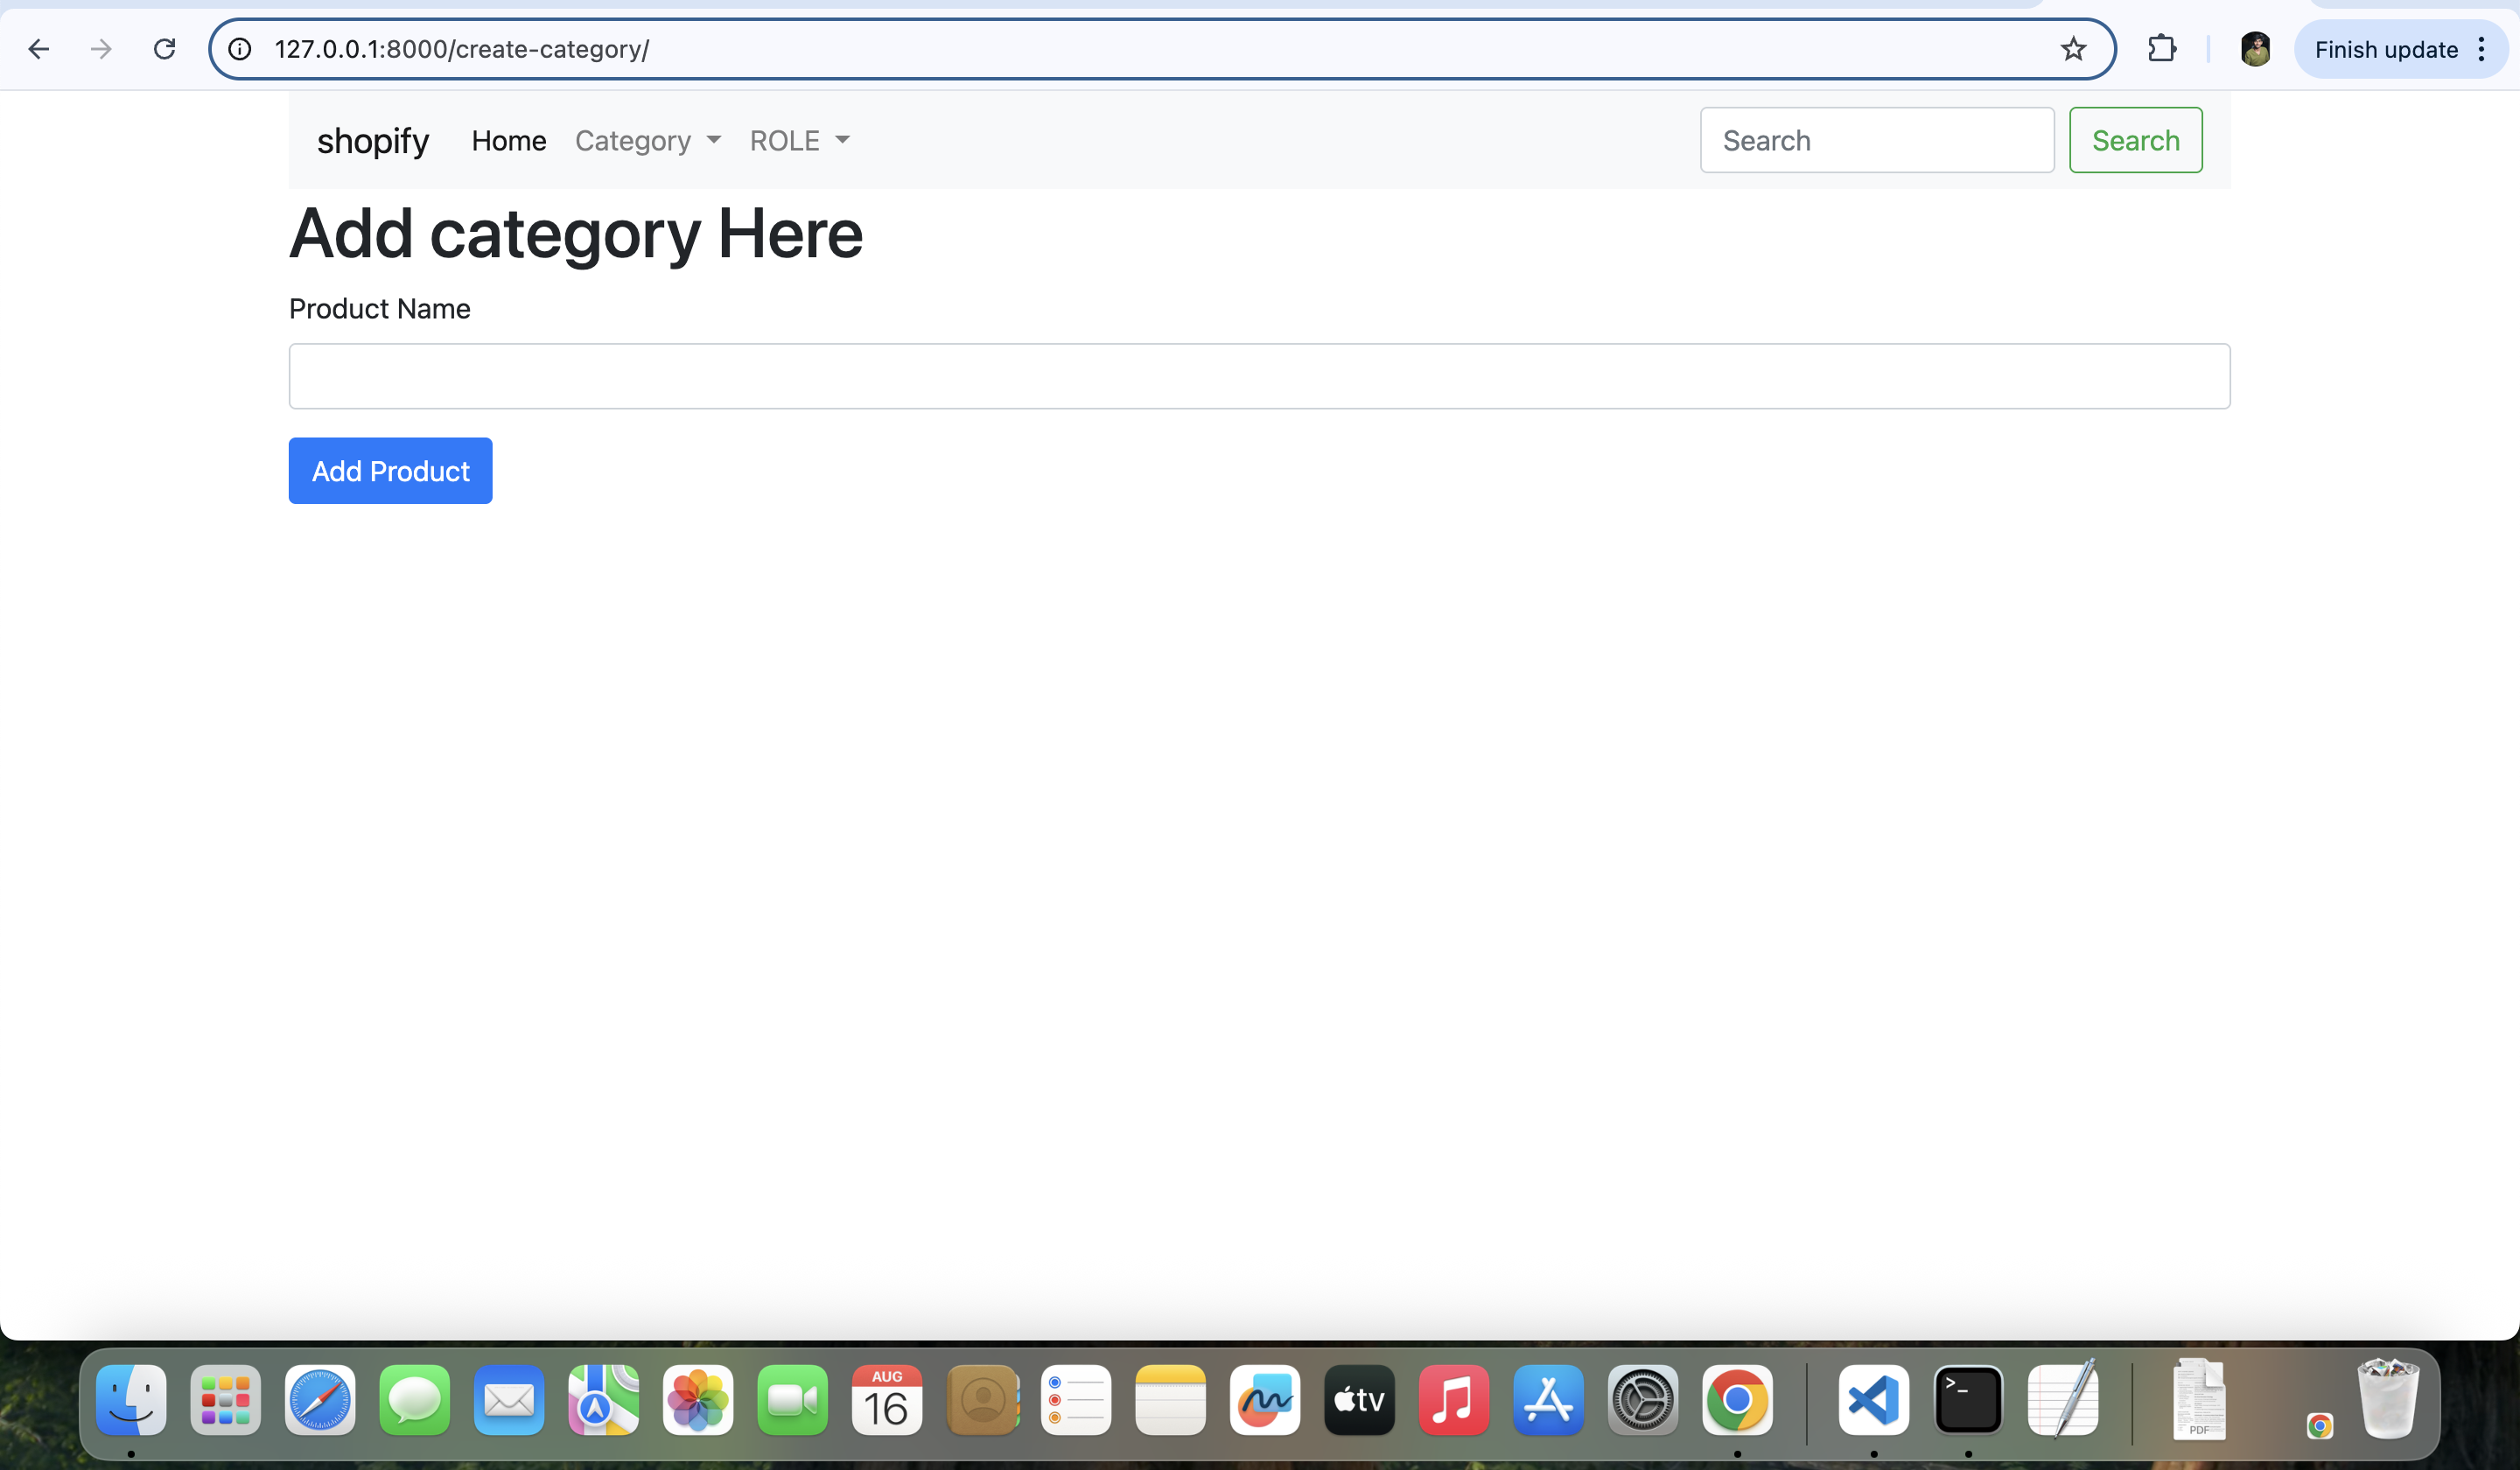 127.0.0.1:8000/create-category/
Finish update
shopify Home Category ROLE Search Search
Add category Here
Product Name
Add Product
AUG
16
tv
>_
PDF